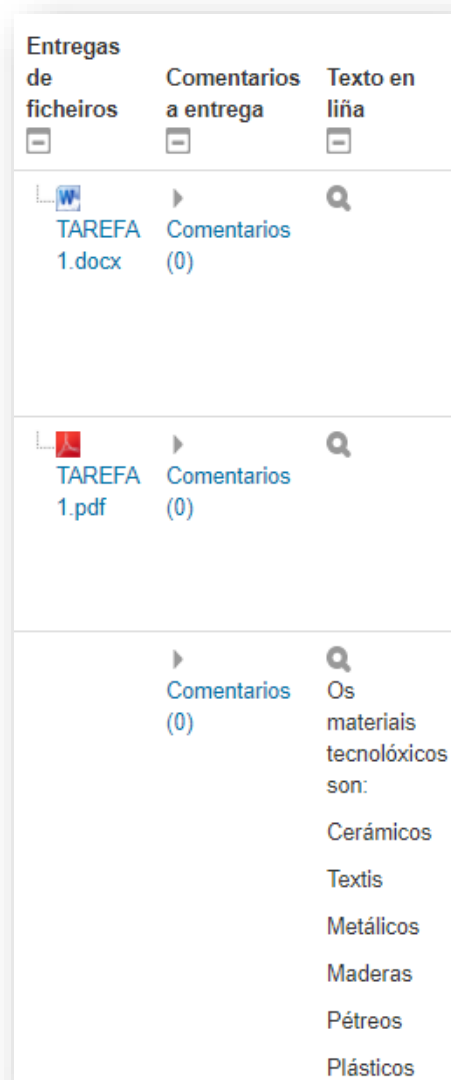 Entregas
de
ficheiros
Comentarios
a entrega
Texto en
liña
TAREFA
1.docx
Comentarios
(0)
TAREFA
1.pdf
Comentarios
(0)
Comentarios
(0)
Os
materiais
tecnolóxicos
son:
Cerámicos
Textis
Metálicos
Maderas
Pétreos
Plásticos